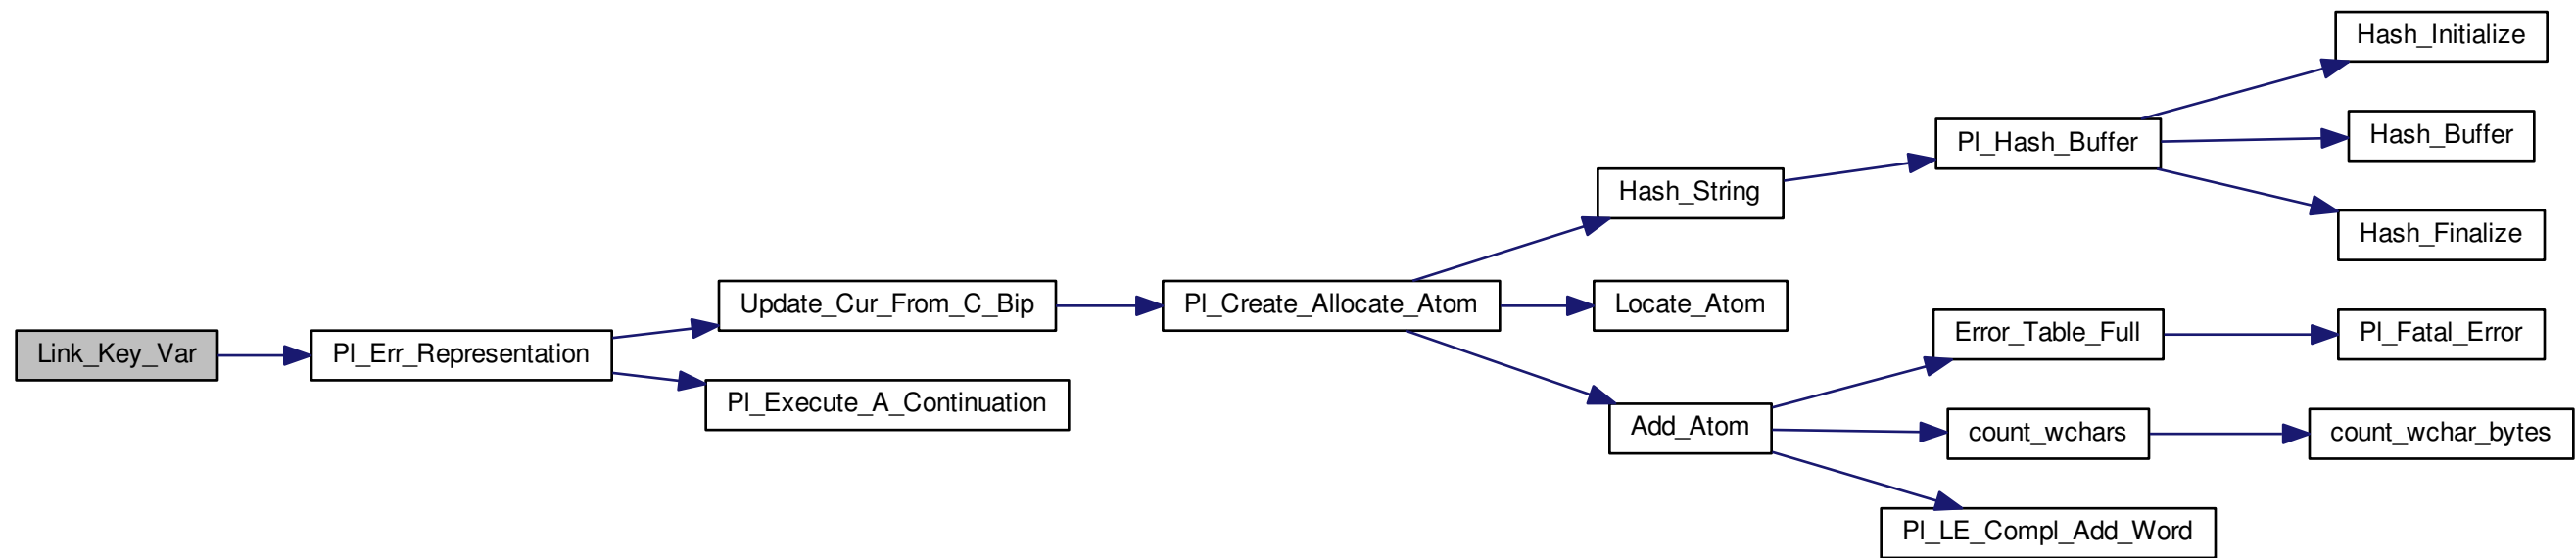 Link_Key_Var
Pl_Err_Representation
Update_Cur_From_C_Bip
Pl_Execute_A_Continuation
Pl_Create_Allocate_Atom
Hash_String
Locate_Atom
Add_Atom
Pl_Hash_Buffer
Error_Table_Full
count_wchars
Pl_LE_Compl_Add_Word
Hash_Initialize
Hash_Buffer
Hash_Finalize
Pl_Fatal_Error
count_wchar_bytes